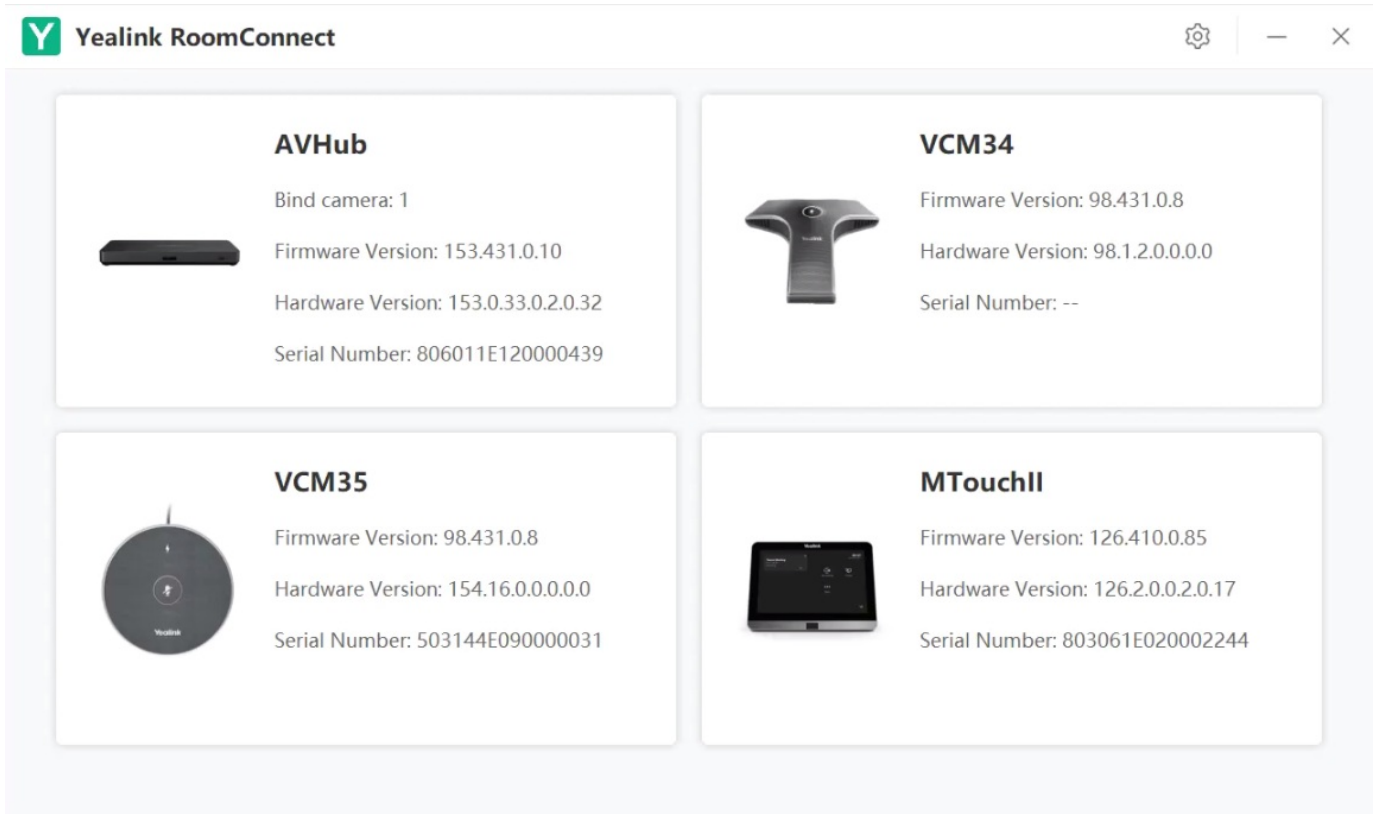 Yealink RoomConnect
AVHub
Bind camera: 1
Firmware Version: 153.431.0.10
Hardware Version: 153.0.33.0.2.0.32
Serial Number: 806011E120000439
VCM34
Yealink
Firmware Version: 98.431.0.8
Hardware Version: 98.1.2.0.0.0.0
Serial Number: --
VCM35
Yealink
Firmware Version: 98.431.0.8
Hardware Version: 154.16.0.0.0.0.0
Serial Number: 503144E090000031
MTouchII
Yealink
Firmware Version: 126.410.0.85
Hardware Version: 126.2.0.0.2.0.17
Serial Number: 803061E020002244